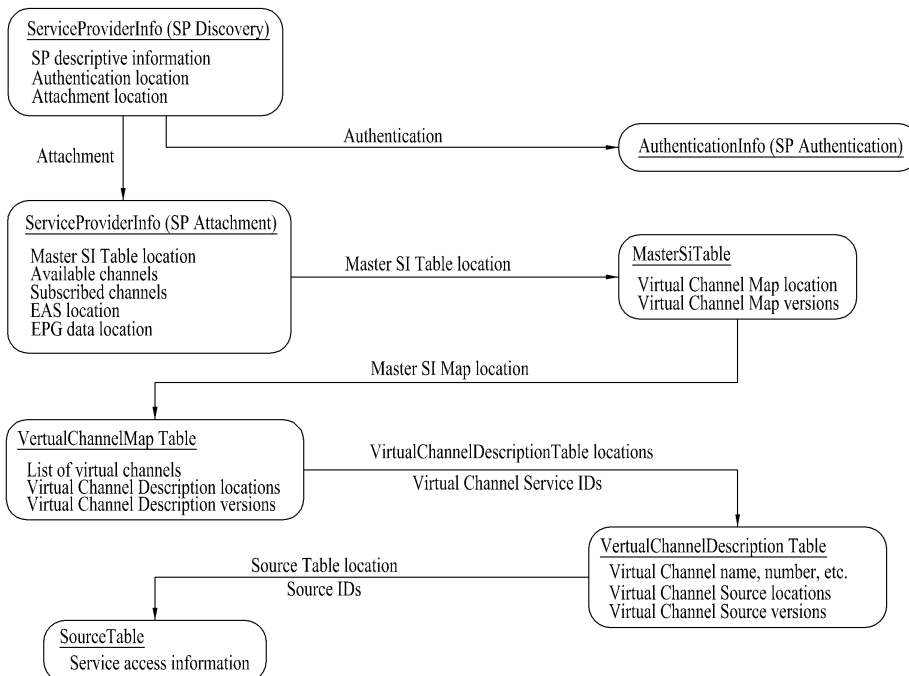 ServiceProviderInfo (SP Discovery)
SP descriptive information
Authentication location
Attachment location
Authentication
AuthenticationInfo (SP Authentication)
Attachment
ServiceProviderInfo (SP Attachment)
Master SI Table location
Available channels
Subscribed channels
EAS location
EPG data location
Master SI Table location
MasterSiTable
Virtual Channel Map location
Virtual Channel Map versions
Master SI Map location
VertualChannelMap Table
List of virtual channels
Virtual Channel Description locations
Virtual Channel Description versions
VirtualChannelDescriptionTable locations
Virtual Channel Service IDs
VertualChannelDescription Table
Virtual Channel name, number, etc.
Virtual Channel Source locations
Virtual Channel Source versions
Source Table location
Source IDs
SourceTable
Service access information